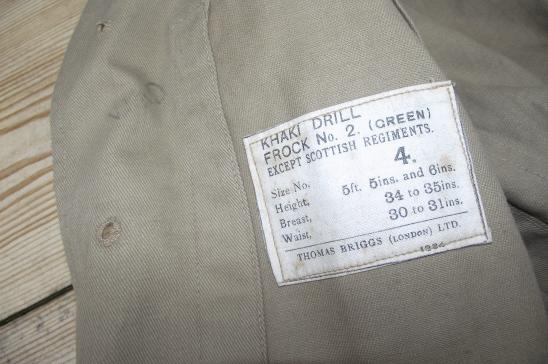 KHAKI DRILL
FROCK No. 2. (GREEN)
EXCEPT SCOTTISH REGIMENTS.
Size No. 4.
Height, 5ft. 5ins. and 6ins.
Breast, 34 to 35ins.
Waist, 30 to 31ins.
THOMAS BRIGGS (LONDON) LTD.